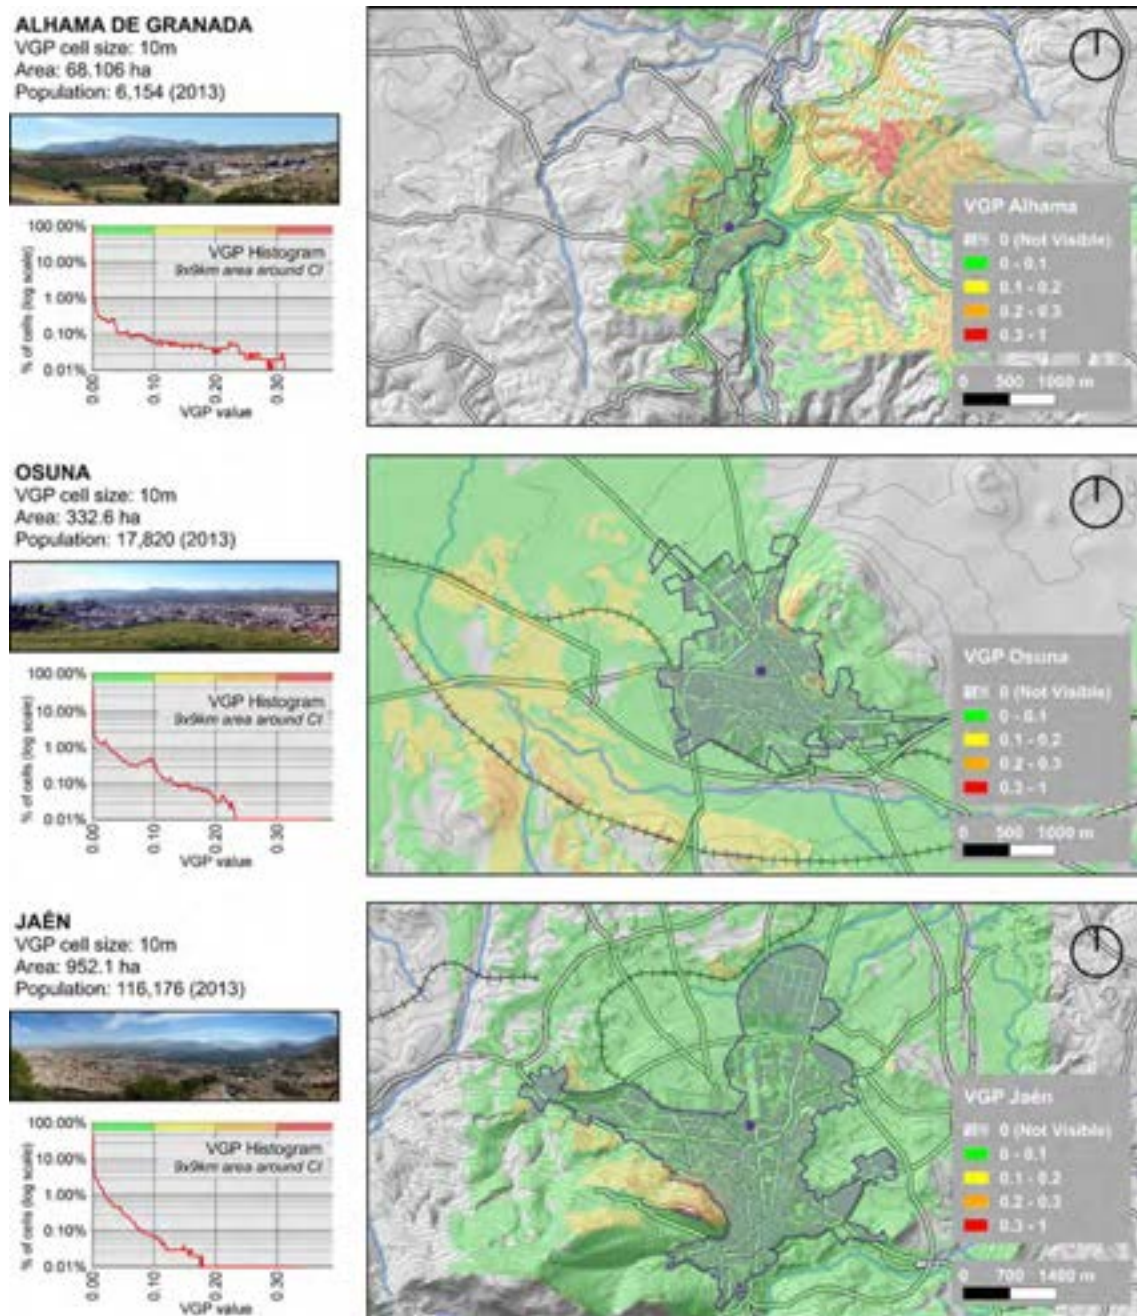 ALHAMA DE GRANADA
VGP cell size: 10m
Area: 68.106 ha
Population: 6,154 (2013)
100.00%
10.00%
1.00%
0.10%
0.01%
% of cells (log scale)
VGP Histogram
9x9km area around CI
0.00
0.10
0.20
0.30
VGP value
VGP Alhama
0 (Not Visible)
0 - 0.1
0.1 - 0.2
0.2 - 0.3
0.3 - 1
0 500 1000 m
OSUNA
VGP cell size: 10m
Area: 332.6 ha
Population: 17,820 (2013)
100.00%
10.00%
1.00%
0.10%
0.01%
% of cells (log scale)
VGP Histogram
9x9km area around CI
0.00
0.10
0.20
0.30
VGP value
VGP Osuna
0 (Not Visible)
0 - 0.1
0.1 - 0.2
0.2 - 0.3
0.3 - 1
0 500 1000 m
JAÉN
VGP cell size: 10m
Area: 952.1 ha
Population: 116,176 (2013)
100.00%
10.00%
1.00%
0.10%
0.01%
% of cells (log scale)
VGP Histogram
9x9km area around CI
0.00
0.10
0.20
0.30
VGP value
VGP Jaén
0 (Not Visible)
0 - 0.1
0.1 - 0.2
0.2 - 0.3
0.3 - 1
0 700 1400 m